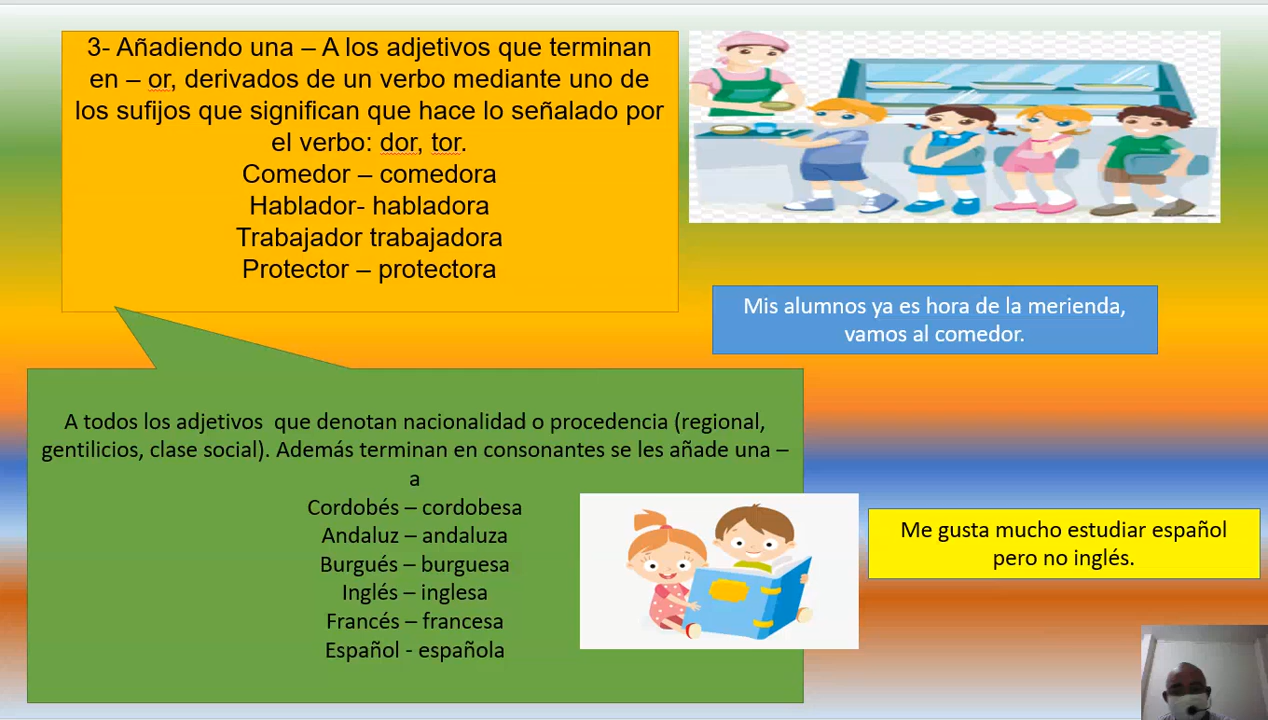 3- Añadiendo una – A los adjetivos que terminan
en – or, derivados de un verbo mediante uno de
los sufijos que significan que hace lo señalado por
el verbo: dor, tor.
Comedor – comedora
Hablador- habladora
Trabajador trabajadora
Protector – protectora
Mis alumnos ya es hora de la merienda,
vamos al comedor.
A todos los adjetivos que denotan nacionalidad o procedencia (regional,
gentilicios, clase social). Además terminan en consonantes se les añade una –
a
Cordobés – cordobesa
Andaluz – andaluza
Burgués – burguesa
Inglés – inglesa
Francés – francesa
Español - española
Me gusta mucho estudiar español
pero no inglés.